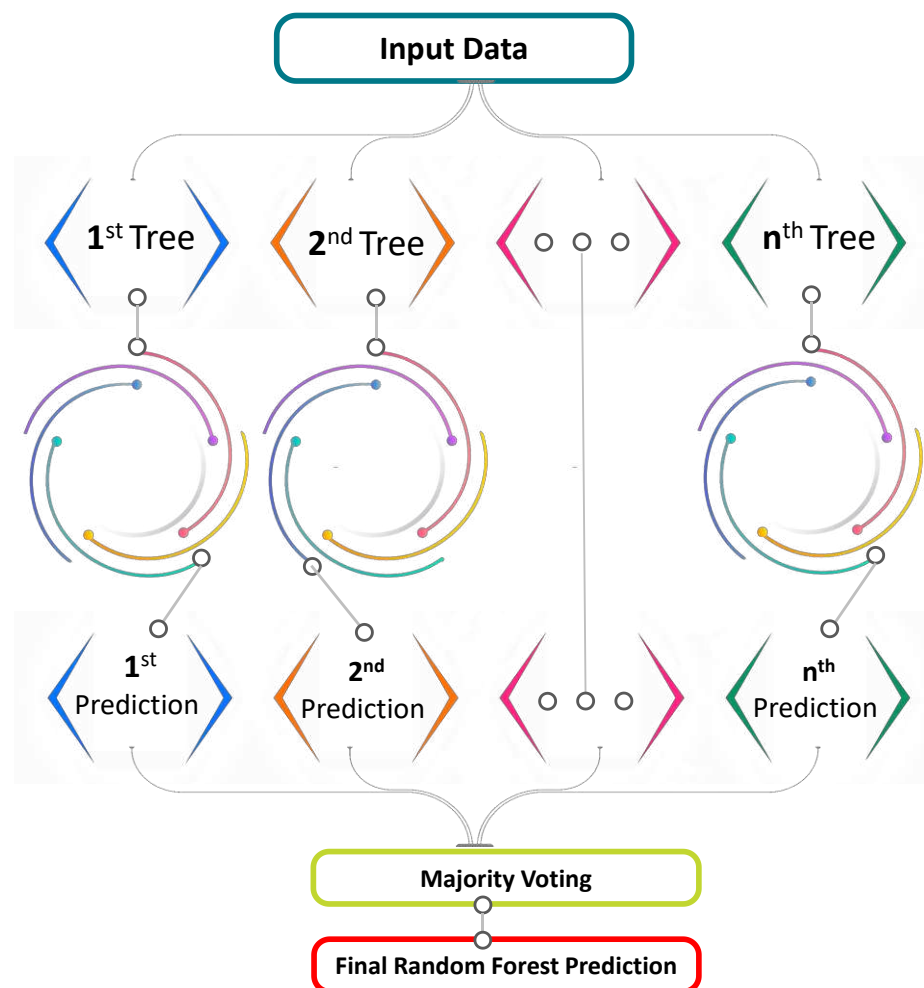 Input Data
1st Tree
2nd Tree
nth Tree
1st
Prediction
2nd
Prediction
nth
Prediction
Majority Voting
Final Random Forest Prediction